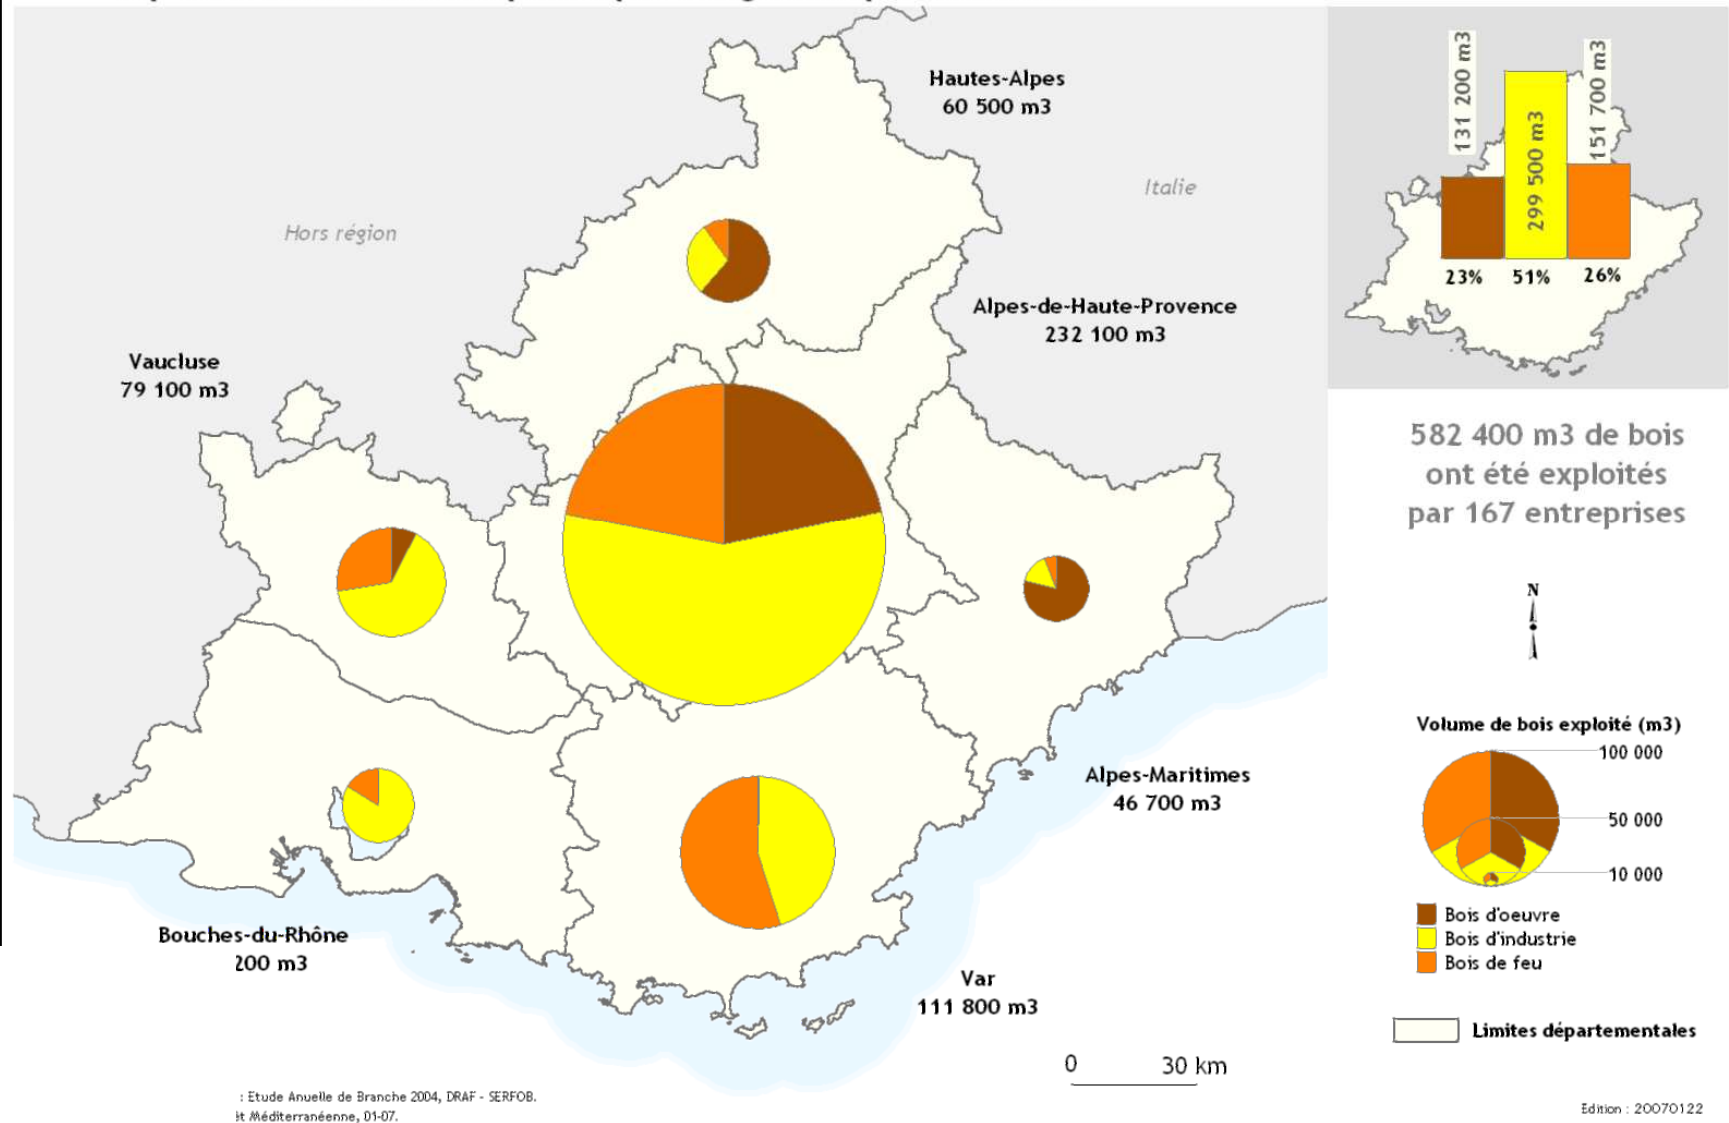 Hautes-Alpes
60 500 m3
Italie
Hors région
Alpes-de-Haute-Provence
232 100 m3
Vaucluse
79 100 m3
Alpes-Maritimes
46 700 m3
Bouches-du-Rhône
200 m3
Var
111 800 m3
0 30 km
: Etude Anuelle de Branche 2004, DRAF - SERFOB.
êt Méditerranéenne, 01-07.
131 200 m3
299 500 m3
151 700 m3
23% 51% 26%
582 400 m3 de bois
ont été exploités
par 167 entreprises
N
Volume de bois exploité (m3)
100 000
50 000
10 000
Bois d'oeuvre
Bois d'industrie
Bois de feu
Limites départementales
Edition : 20070122